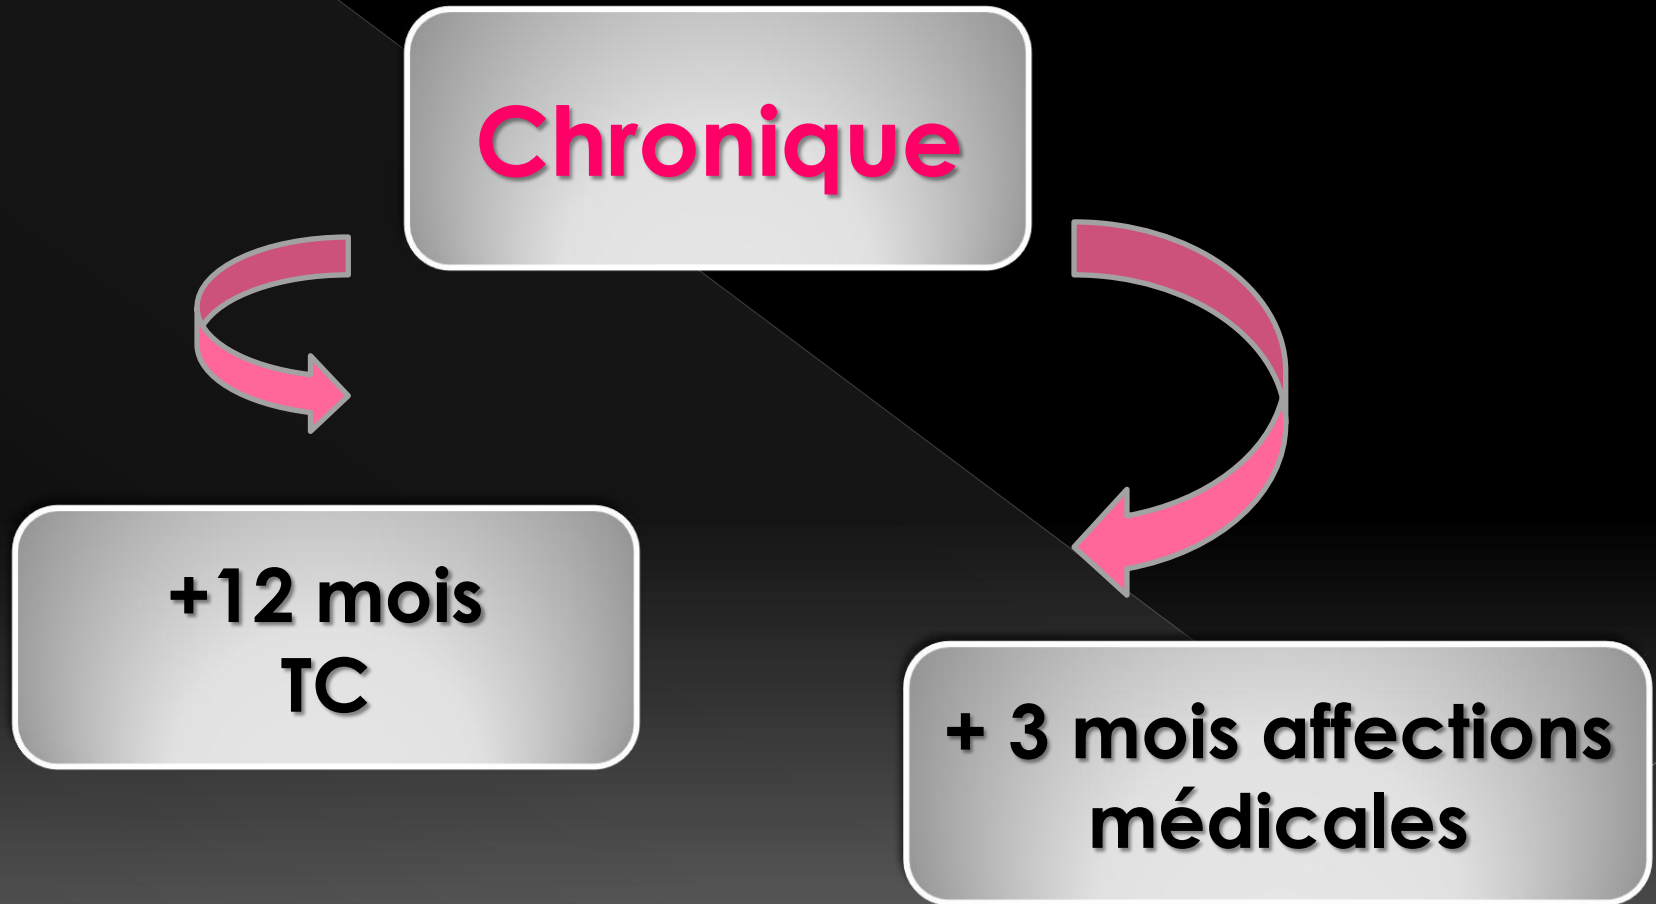 Chronique
+12 mois
TC
+ 3 mois affections
médicales